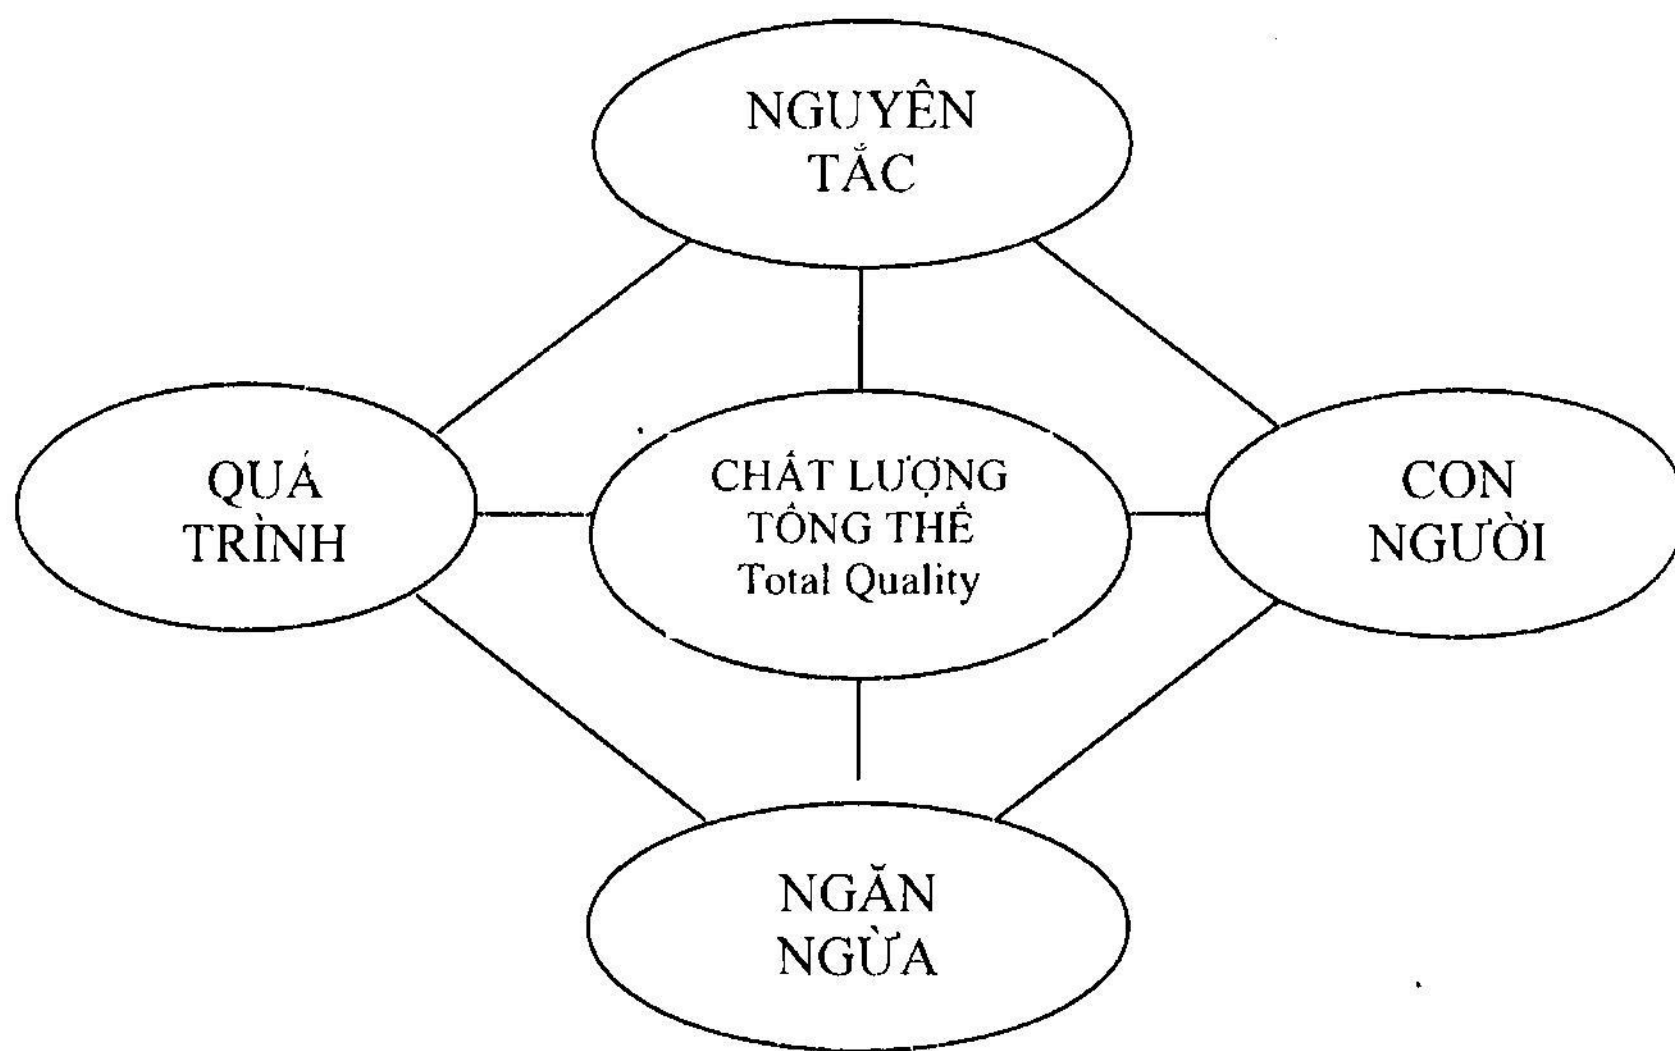 NGUYÊN
TẮC
QUÁ
TRÌNH
CHẤT LƯỢNG
TỔNG THỂ
Total Quality
CON
NGƯỜI
NGĂN
NGỪA